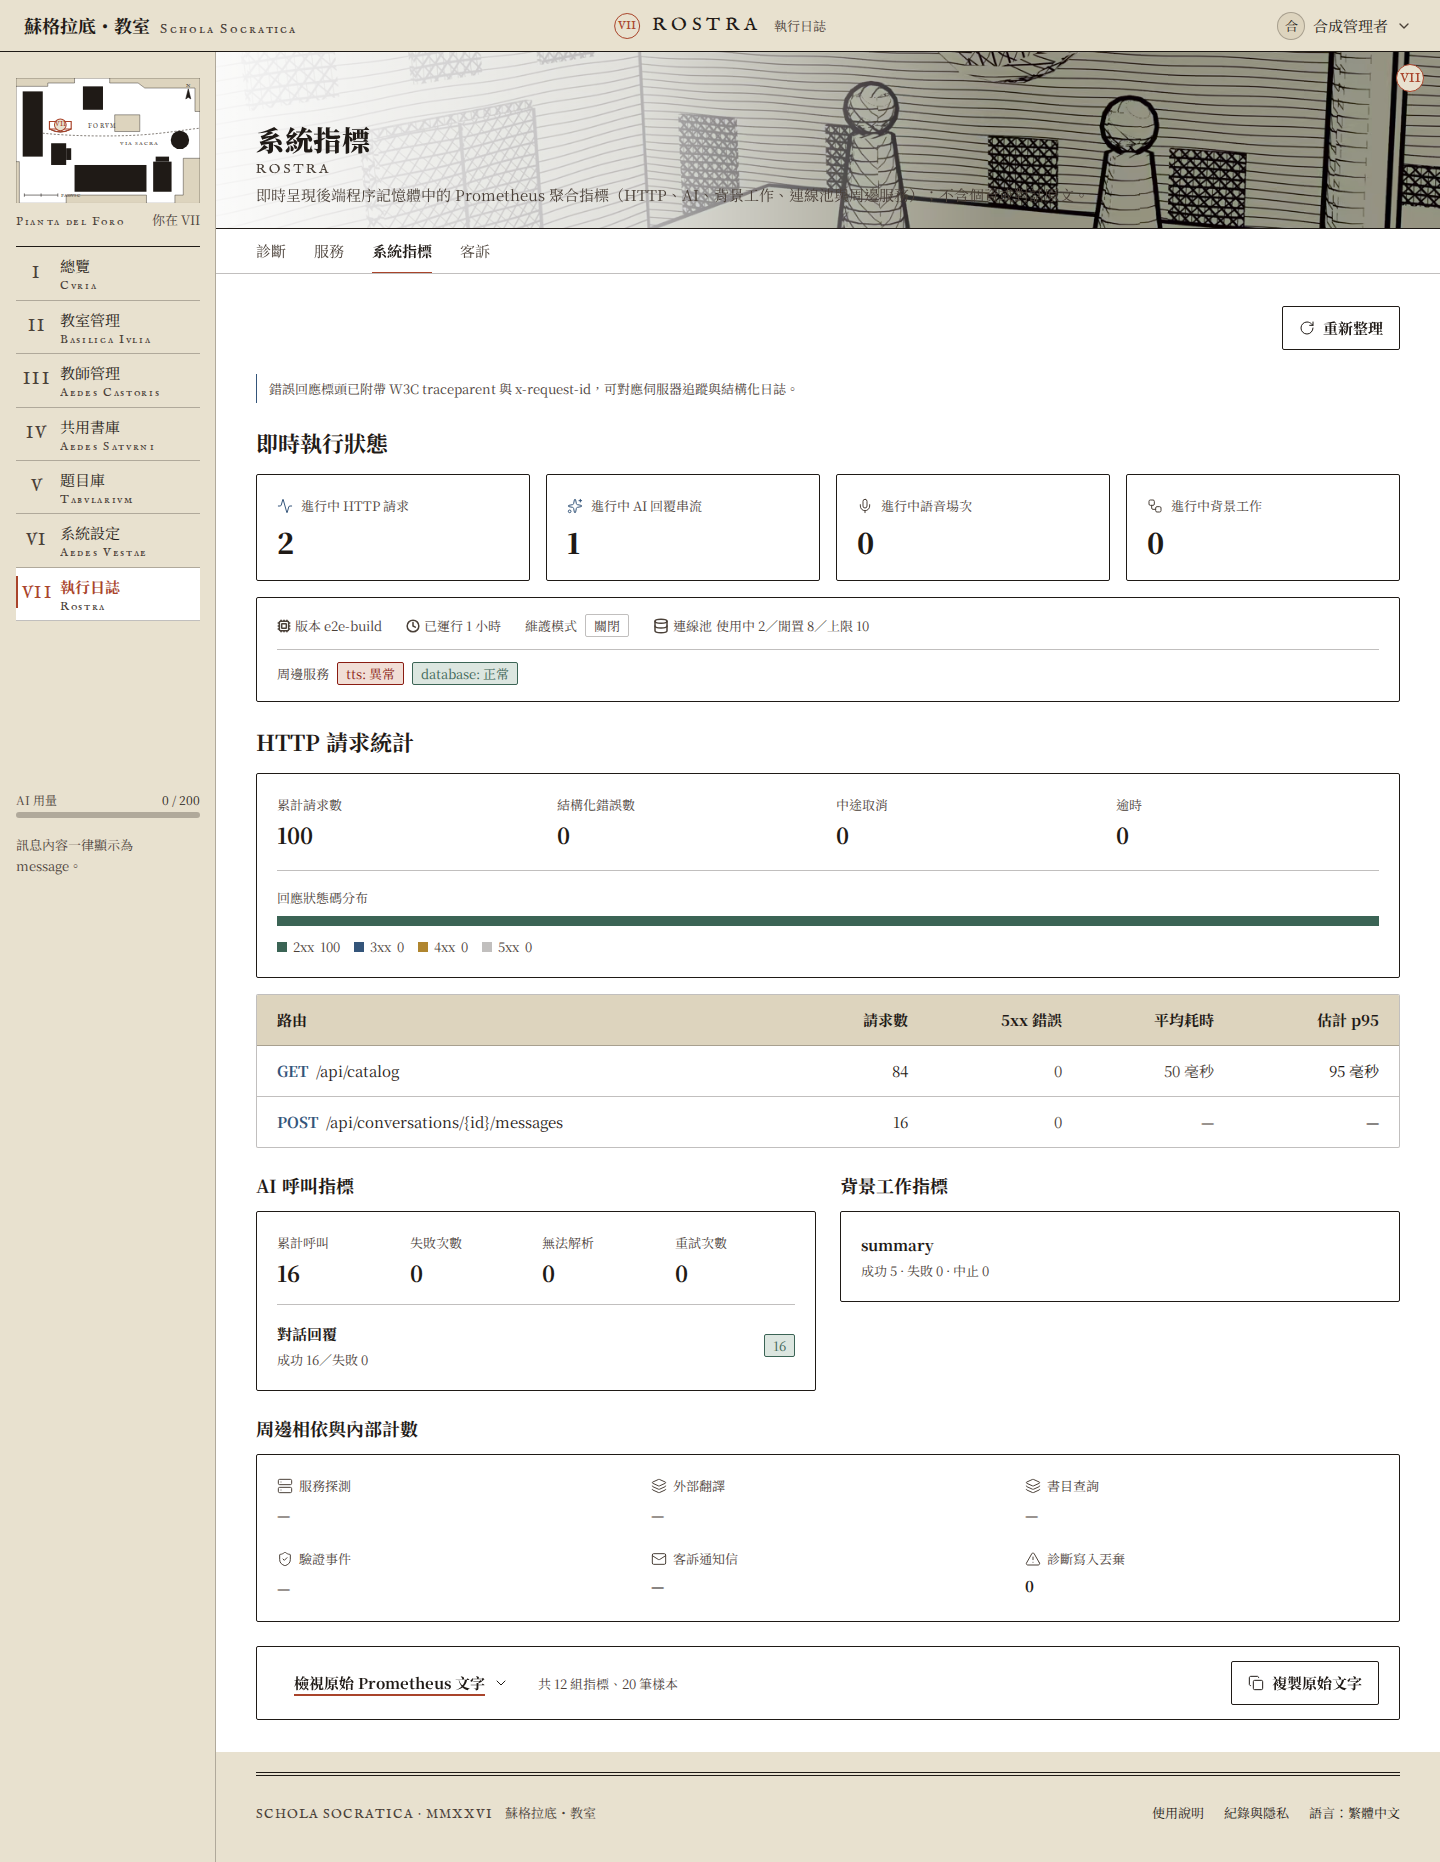 蘇格拉底・教室 SCHOLA SOCRATICA
VII ROSTRA 執行日誌
合 合成管理者
VII
FORVM
VIA SACRA
PIANTA DEL FORO 你在 VII
I 總覽
CVRIA
II 教室管理
BASILICA IVLIA
III 教師管理
AEDES CASTORIS
IV 共用書庫
AEDES SATVRNI
V 題目庫
TABVLARIVM
VI 系統設定
AEDES VESTAE
VII 執行日誌
ROSTRA
AI 用量 0 / 200
訊息內容一律顯示為
message。
VII
系統指標
ROSTRA
即時呈現後端程序記憶體中的 Prometheus 聚合指標（HTTP、AI、背景工作、連線池與周邊服務）；不含個
診斷 服務 系統指標 客訴
重新整理
錯誤回應標頭已附帶 W3C traceparent 與 x-request-id，可對應伺服器追蹤與結構化日誌。
即時執行狀態
進行中 HTTP 請求
2
進行中 AI 回覆串流
1
進行中語音場次
0
進行中背景工作
0
版本 e2e-build 已運行 1 小時 維護模式 關閉 連線池 使用中 2／閒置 8／上限 10
周邊服務 tts: 異常 database: 正常
HTTP 請求統計
累計請求數 結構化錯誤數 中途取消 逾時
100 0 0 0
回應狀態碼分布
2xx 100 3xx 0 4xx 0 5xx 0
路由 請求數 5xx 錯誤 平均耗時 估計 p95
GET /api/catalog 84 0 50 毫秒 95 毫秒
POST /api/conversations/{id}/messages 16 0 — —
AI 呼叫指標
累計呼叫 失敗次數 無法解析 重試次數
16 0 0 0
對話回覆
成功 16／失敗 0
16
背景工作指標
summary
成功 5 · 失敗 0 · 中止 0
周邊相依與內部計數
服務探測 外部翻譯 書目查詢
— — —
驗證事件 客訴通知信 診斷寫入丟棄
— — 0
檢視原始 Prometheus 文字 共 12 組指標、20 筆樣本 複製原始文字
SCHOLA SOCRATICA · MMXXVI 蘇格拉底・教室
使用說明 紀錄與隱私 語言：繁體中文